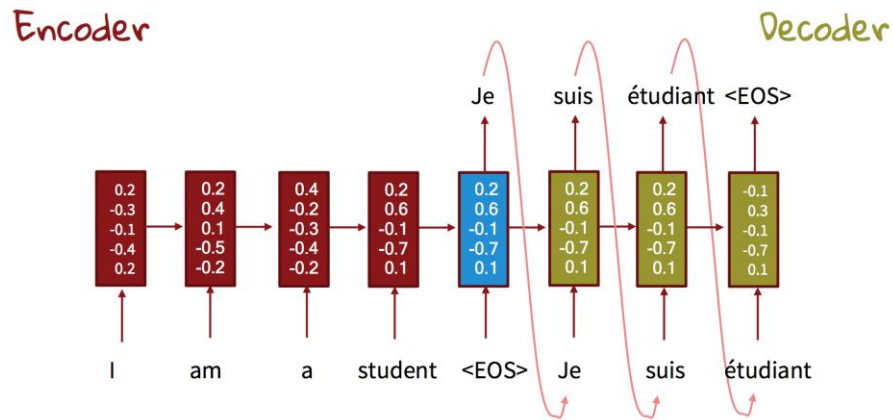 Encoder Decoder
Je suis étudiant <EOS>
0.2 0.2 0.4 0.2 0.2 0.2 0.2 -0.1
-0.3 0.4 -0.2 0.6 0.6 0.6 0.6 0.3
-0.1 0.1 -0.3 -0.1 -0.1 -0.1 -0.1 -0.1
-0.4 -0.5 -0.4 -0.7 -0.7 -0.7 -0.7 -0.7
0.2 -0.2 -0.2 0.1 0.1 0.1 0.1 0.1
I am a student <EOS> Je suis étudiant